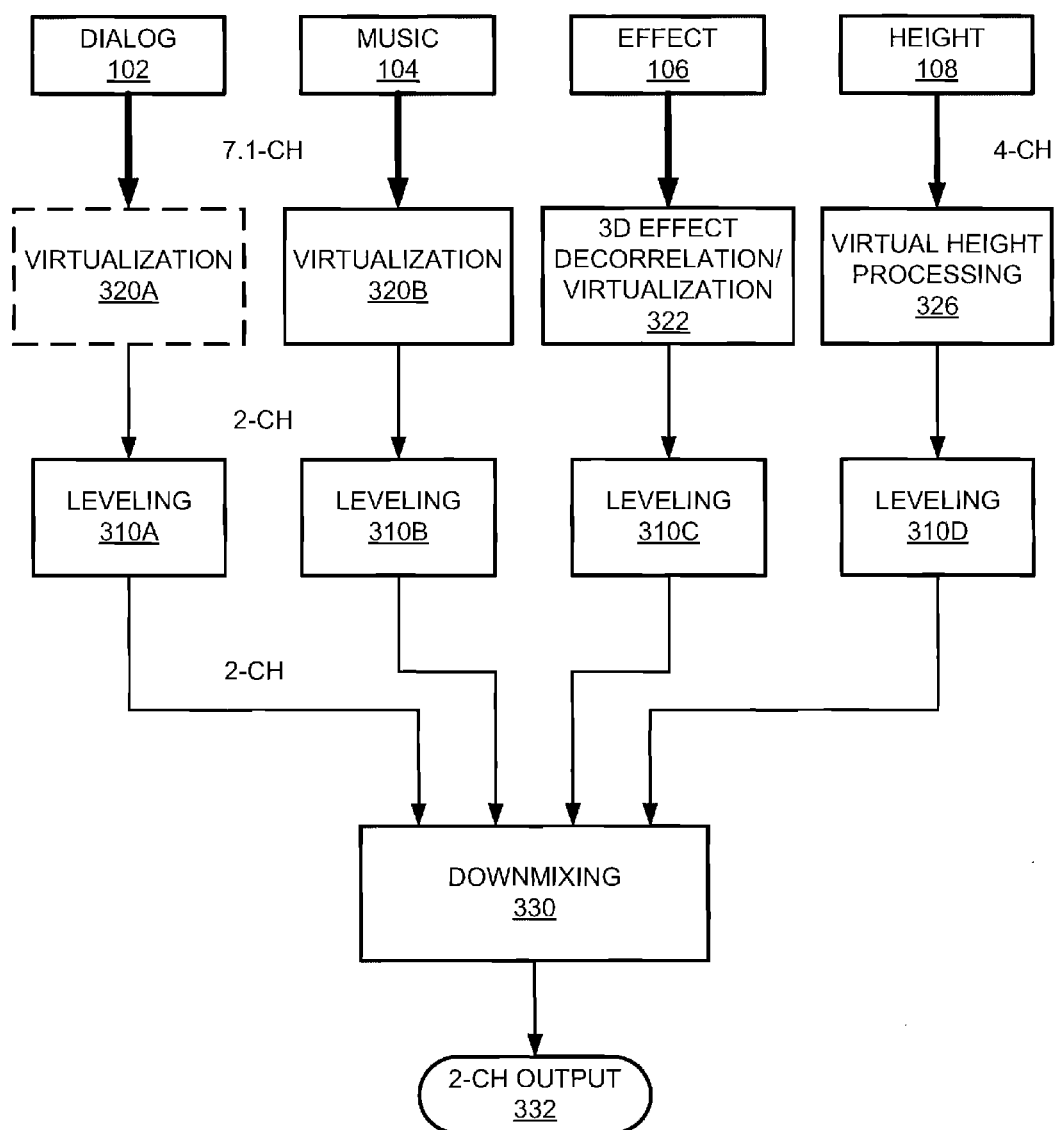 DIALOG
102
MUSIC
104
EFFECT
106
HEIGHT
108
7.1-CH
4-CH
VIRTUALIZATION
320A
VIRTUALIZATION
320B
3D EFFECT
DECORRELATION/
VIRTUALIZATION
322
VIRTUAL HEIGHT
PROCESSING
326
2-CH
LEVELING
310A
LEVELING
310B
LEVELING
310C
LEVELING
310D
2-CH
DOWNMIXING
330
2-CH OUTPUT
332